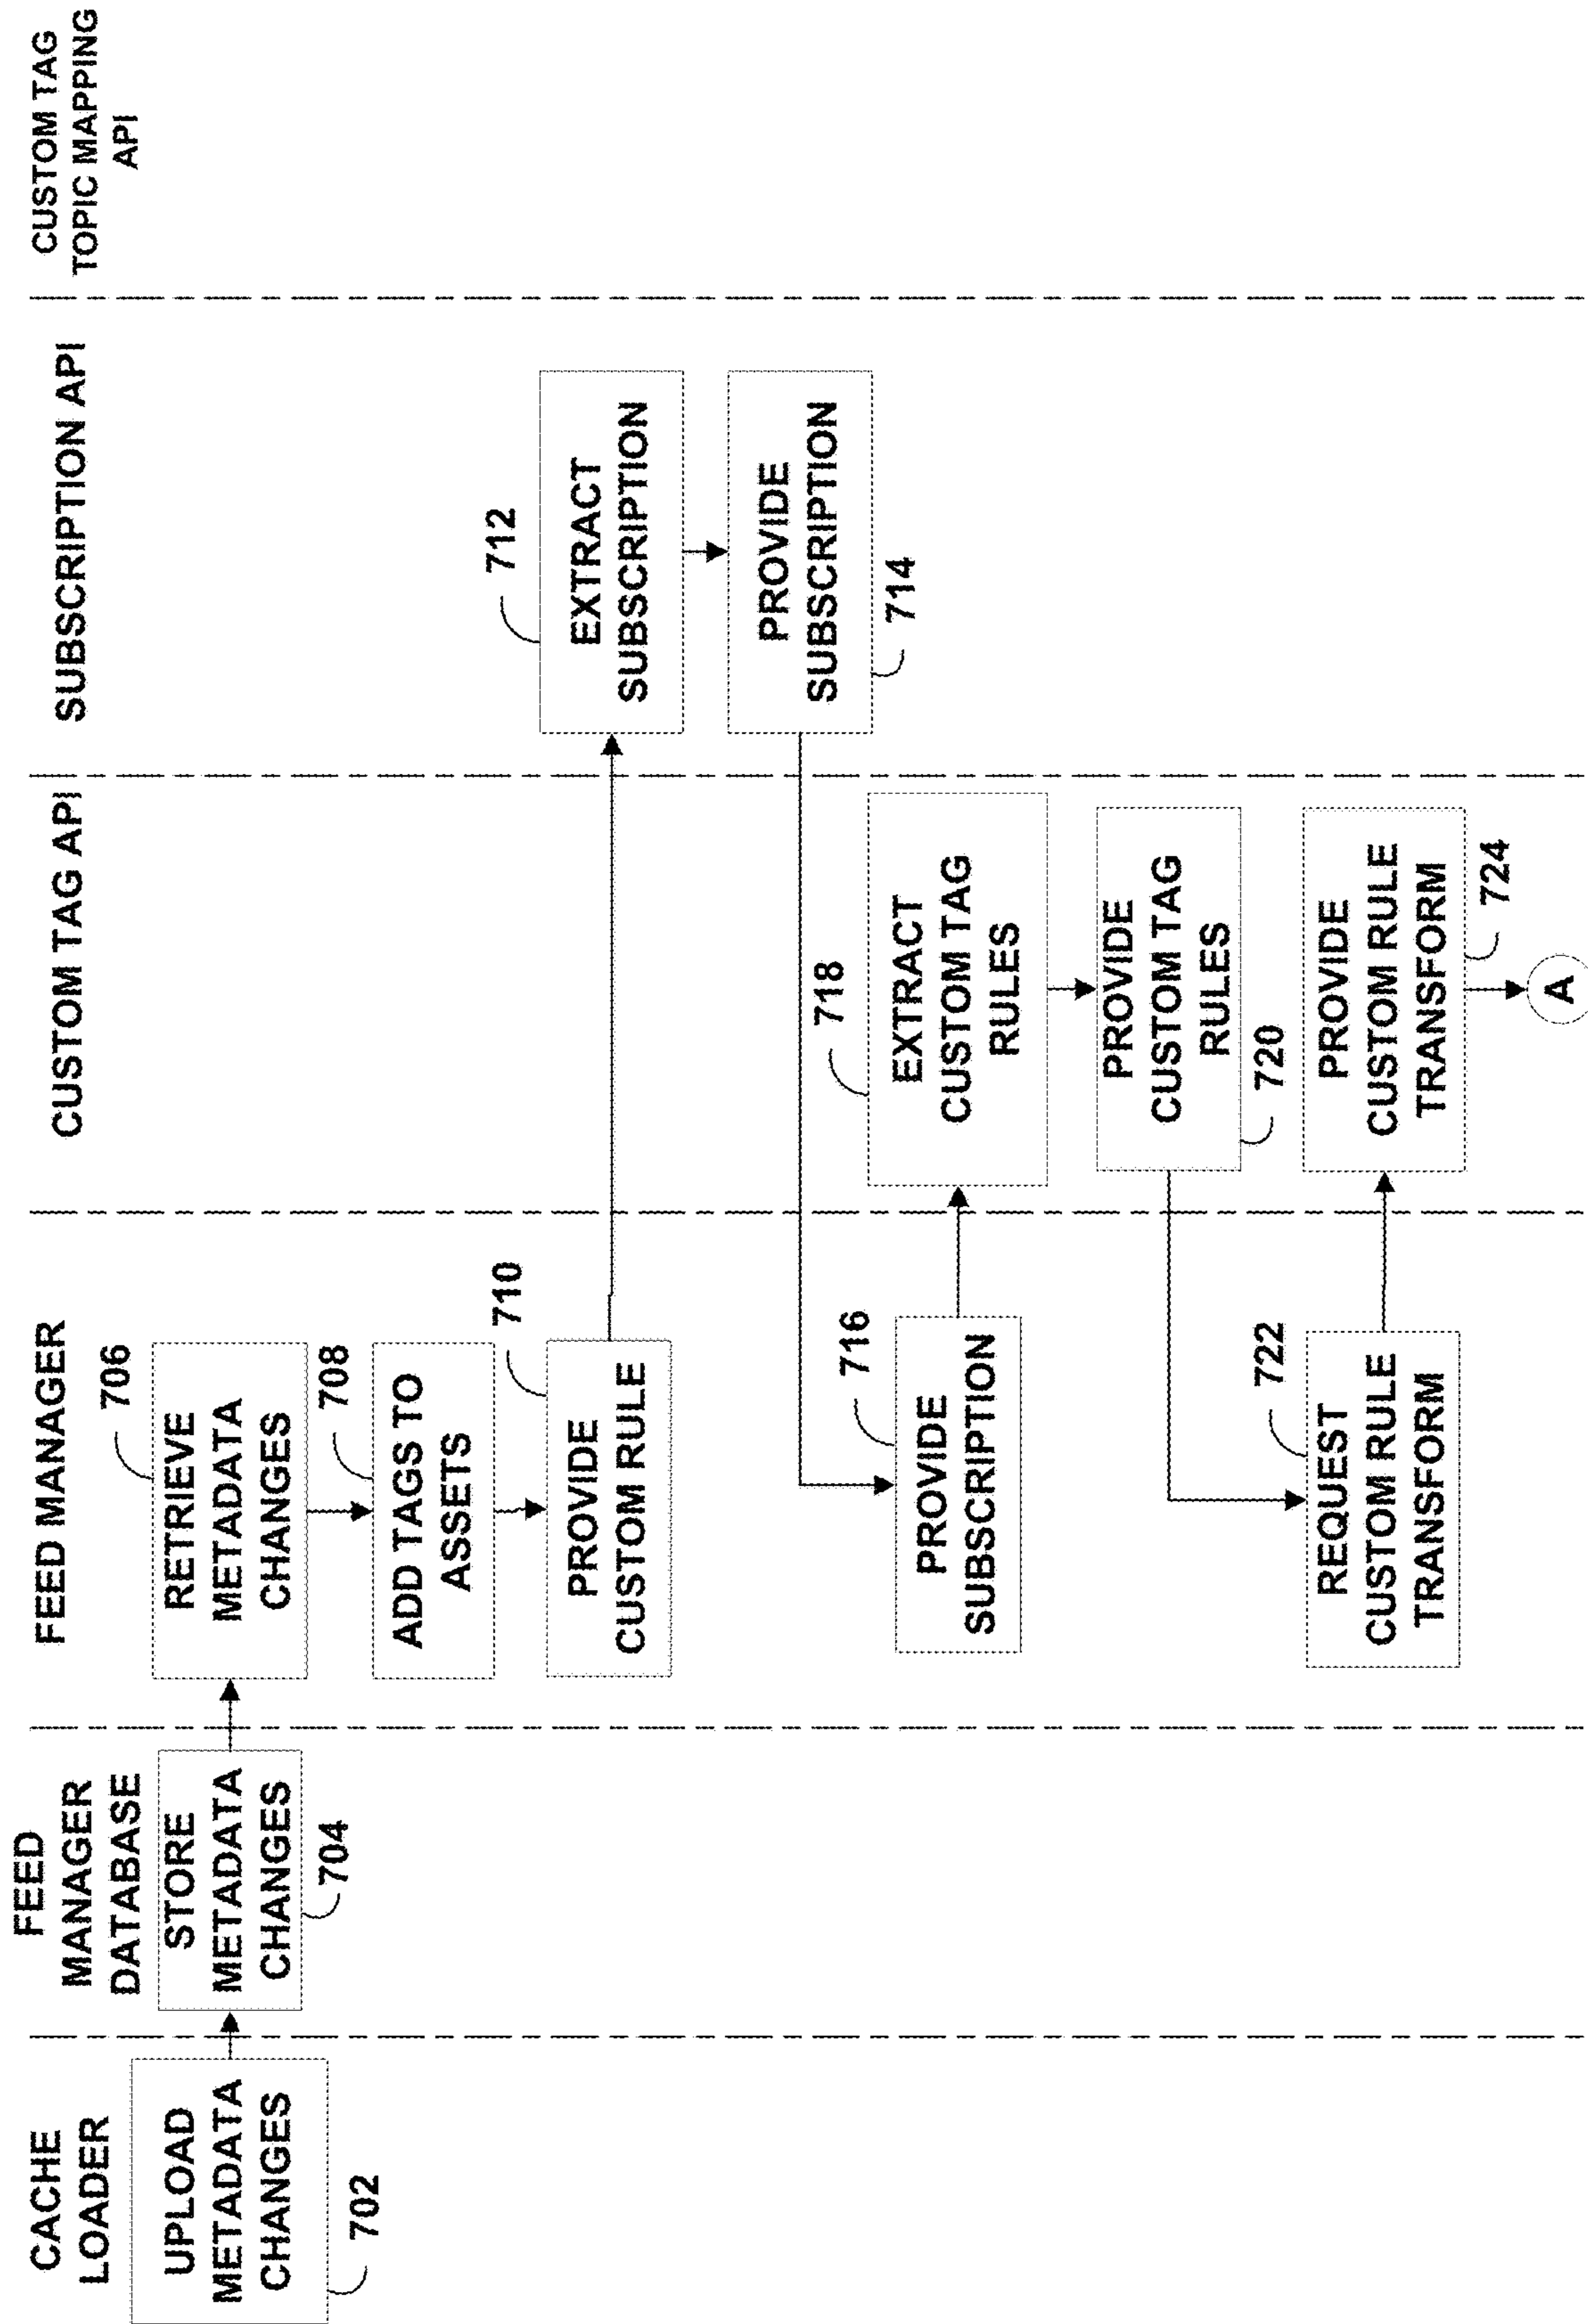 CACHE
LOADER
FEED
MANAGER
DATABASE
FEED MANAGER
CUSTOM TAG API
SUBSCRIPTION API
CUSTOM TAG
TOPIC MAPPING
API
UPLOAD
METADATA
CHANGES
702
STORE
METADATA
CHANGES
704
706
RETRIEVE
METADATA
CHANGES
708
ADD TAGS TO
ASSETS
710
PROVIDE
CUSTOM RULE
712
EXTRACT
SUBSCRIPTION
PROVIDE
SUBSCRIPTION
714
716
PROVIDE
SUBSCRIPTION
718
EXTRACT
CUSTOM TAG
RULES
PROVIDE
CUSTOM TAG
RULES
720
722
REQUEST
CUSTOM RULE
TRANSFORM
PROVIDE
CUSTOM RULE
TRANSFORM
724
A